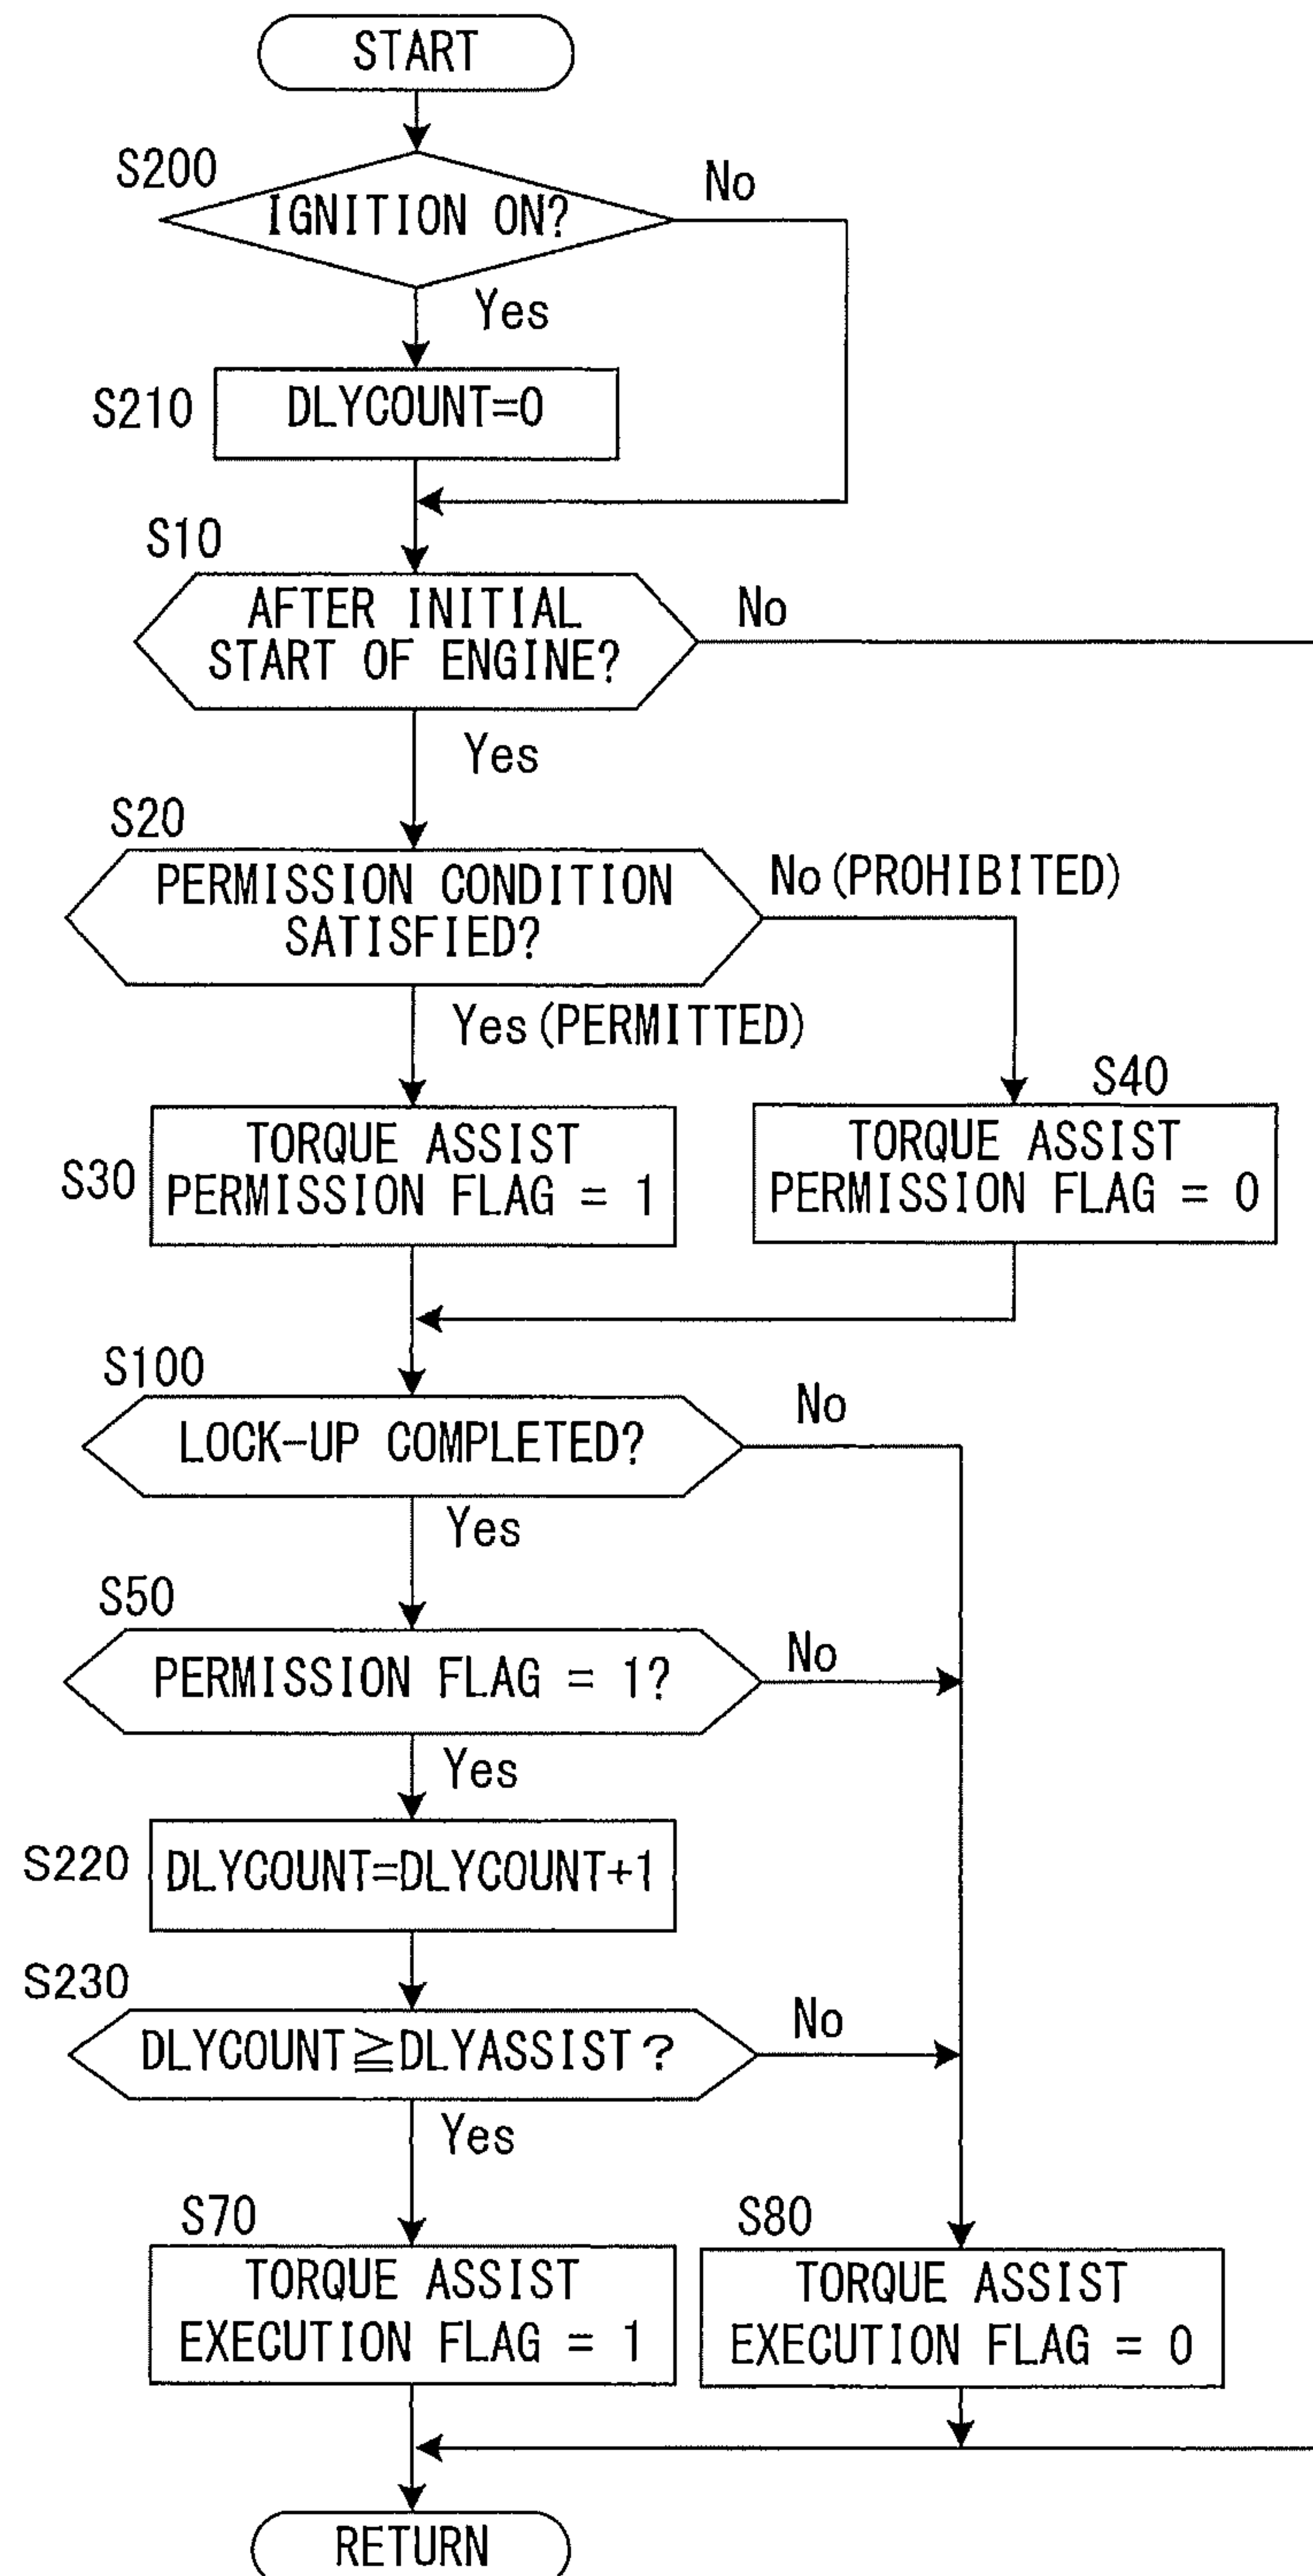 START
S200
IGNITION ON?
No
Yes
S210
DLYCOUNT=0
S10
AFTER INITIAL
START OF ENGINE?
No
Yes
S20
PERMISSION CONDITION
SATISFIED?
No(PROHIBITED)
Yes(PERMITTED)
S30
TORQUE ASSIST
PERMISSION FLAG = 1
S40
TORQUE ASSIST
PERMISSION FLAG = 0
S100
LOCK-UP COMPLETED?
No
Yes
S50
PERMISSION FLAG = 1?
No
Yes
S220
DLYCOUNT=DLYCOUNT+1
S230
DLYCOUNT≧DLYASSIST?
No
Yes
S70
TORQUE ASSIST
EXECUTION FLAG = 1
S80
TORQUE ASSIST
EXECUTION FLAG = 0
RETURN